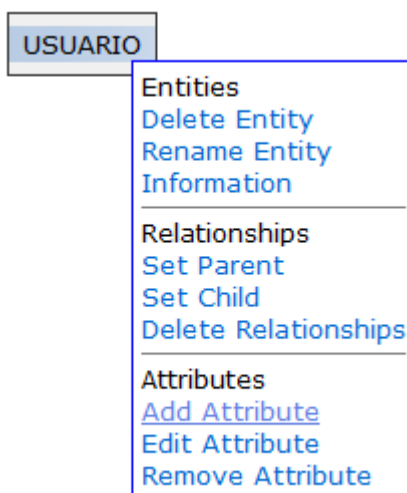 USUARIO
Entities
Delete Entity
Rename Entity
Information
Relationships
Set Parent
Set Child
Delete Relationships
Attributes
Add Attribute
Edit Attribute
Remove Attribute